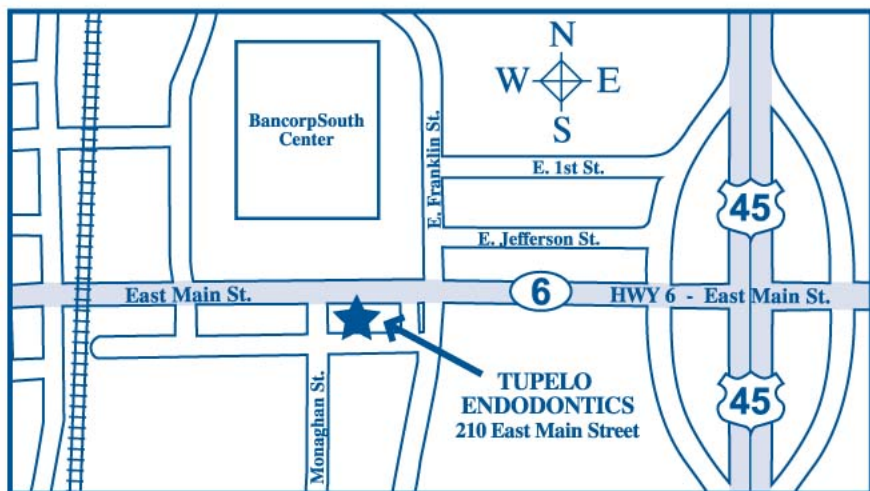 N
W E
S
BancorpSouth
Center
E. Franklin St.
E. 1st St.
45
E. Jefferson St.
East Main St.
6
HWY 6 - East Main St.
Monaghan St.
TUPELO
ENDODONTICS
210 East Main Street
45